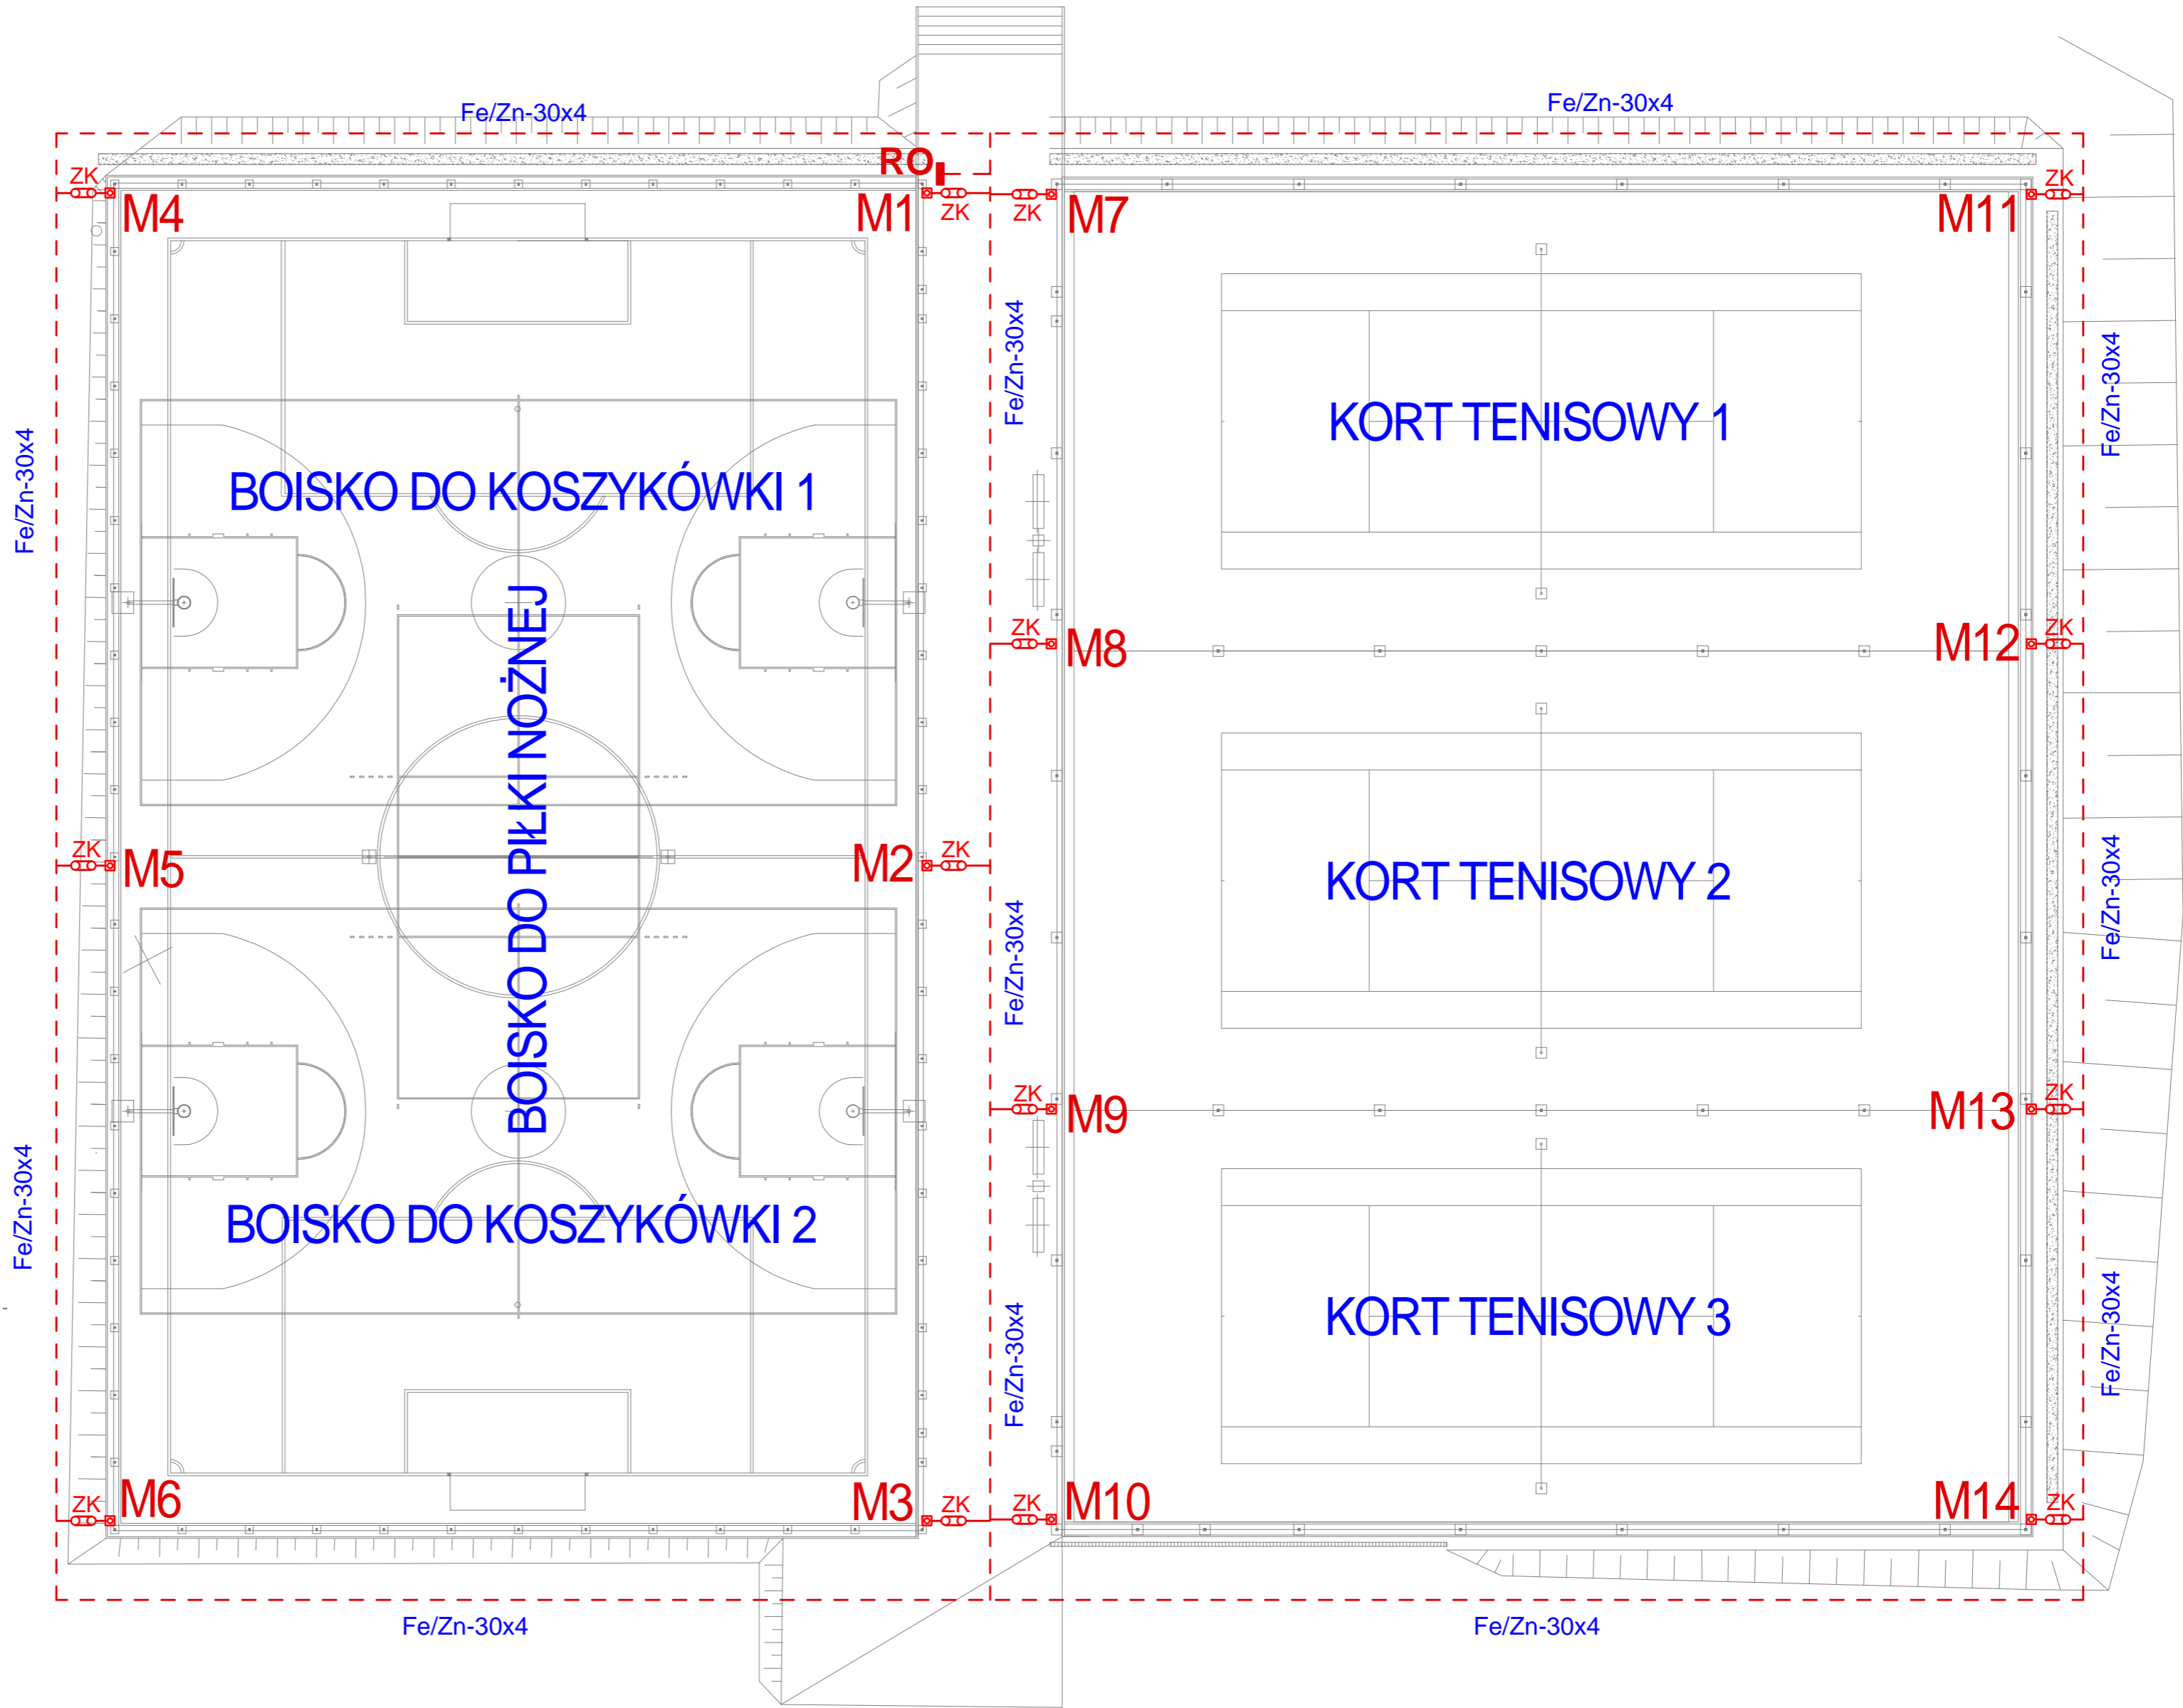 Fe/Zn-30x4
Fe/Zn-30x4
RO
ZK
ZK
ZK
ZK
M4
M1
M7
M11
Fe/Zn-30x4
Fe/Zn-30x4
Fe/Zn-30x4
KORT TENISOWY 1
BOISKO DO KOSZYKÓWKI 1
BOISKO DO PIŁKI NOŻNEJ
ZK
ZK
M8
M12
ZK
ZK
M5
M2
KORT TENISOWY 2
Fe/Zn-30x4
Fe/Zn-30x4
ZK
ZK
M9
M13
Fe/Zn-30x4
BOISKO DO KOSZYKÓWKI 2
KORT TENISOWY 3
Fe/Zn-30x4
Fe/Zn-30x4
ZK
ZK
ZK
ZK
M6
M3
M10
M14
Fe/Zn-30x4
Fe/Zn-30x4